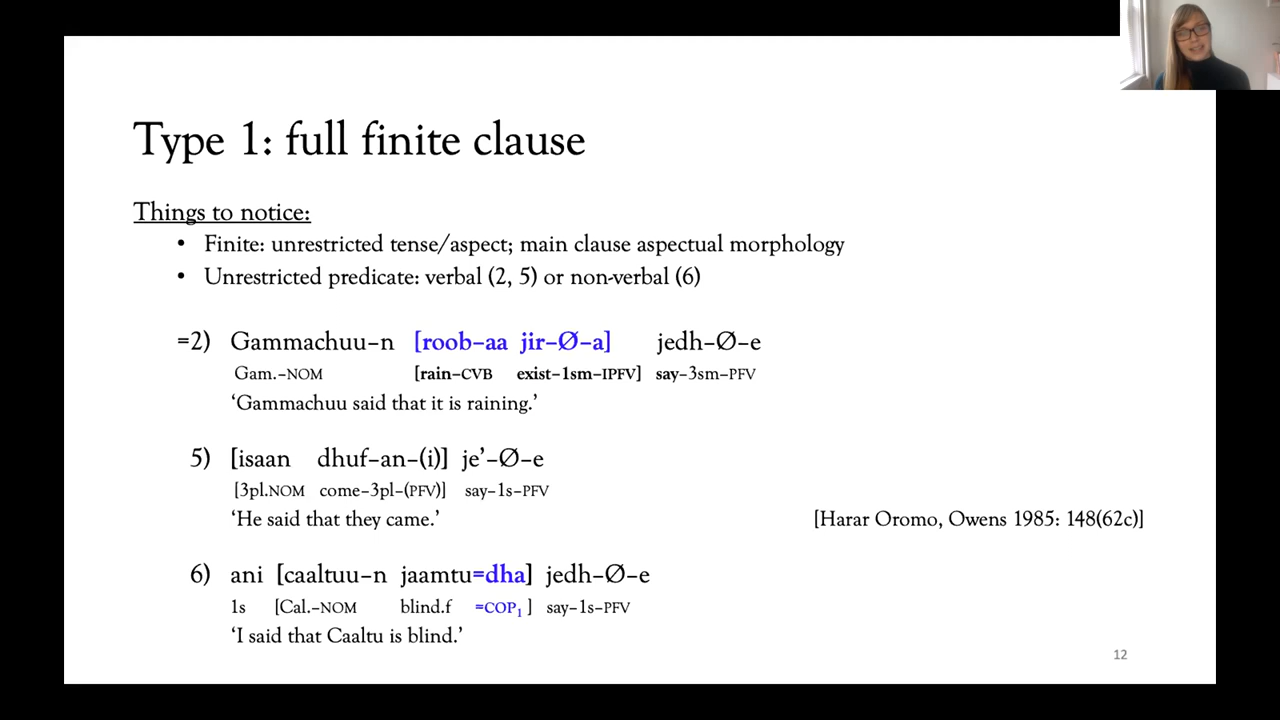 Type 1: full finite clause
Things to notice:
• Finite: unrestricted tense/aspect; main clause aspectual morphology
• Unrestricted predicate: verbal (2, 5) or non-verbal (6)
=2) Gammachuu–n [roob–aa jir–Ø–a] jedh–Ø–e
Gam.–NOM [rain–CVB exist–1sm–IPFV] say–3sm–PFV
‘Gammachuu said that it is raining.’
5) [isaan dhuf–an–(i)] je’–Ø–e
[3pl.NOM come–3pl–(PFV)] say–1s–PFV
‘He said that they came.’ [Harar Oromo, Owens 1985: 148(62c)]
6) ani [caaltuu–n jaamtu=dha] jedh–Ø–e
1s [Cal.–NOM blind.f =COP₁ ] say–1s–PFV
‘I said that Caaltu is blind.’
12